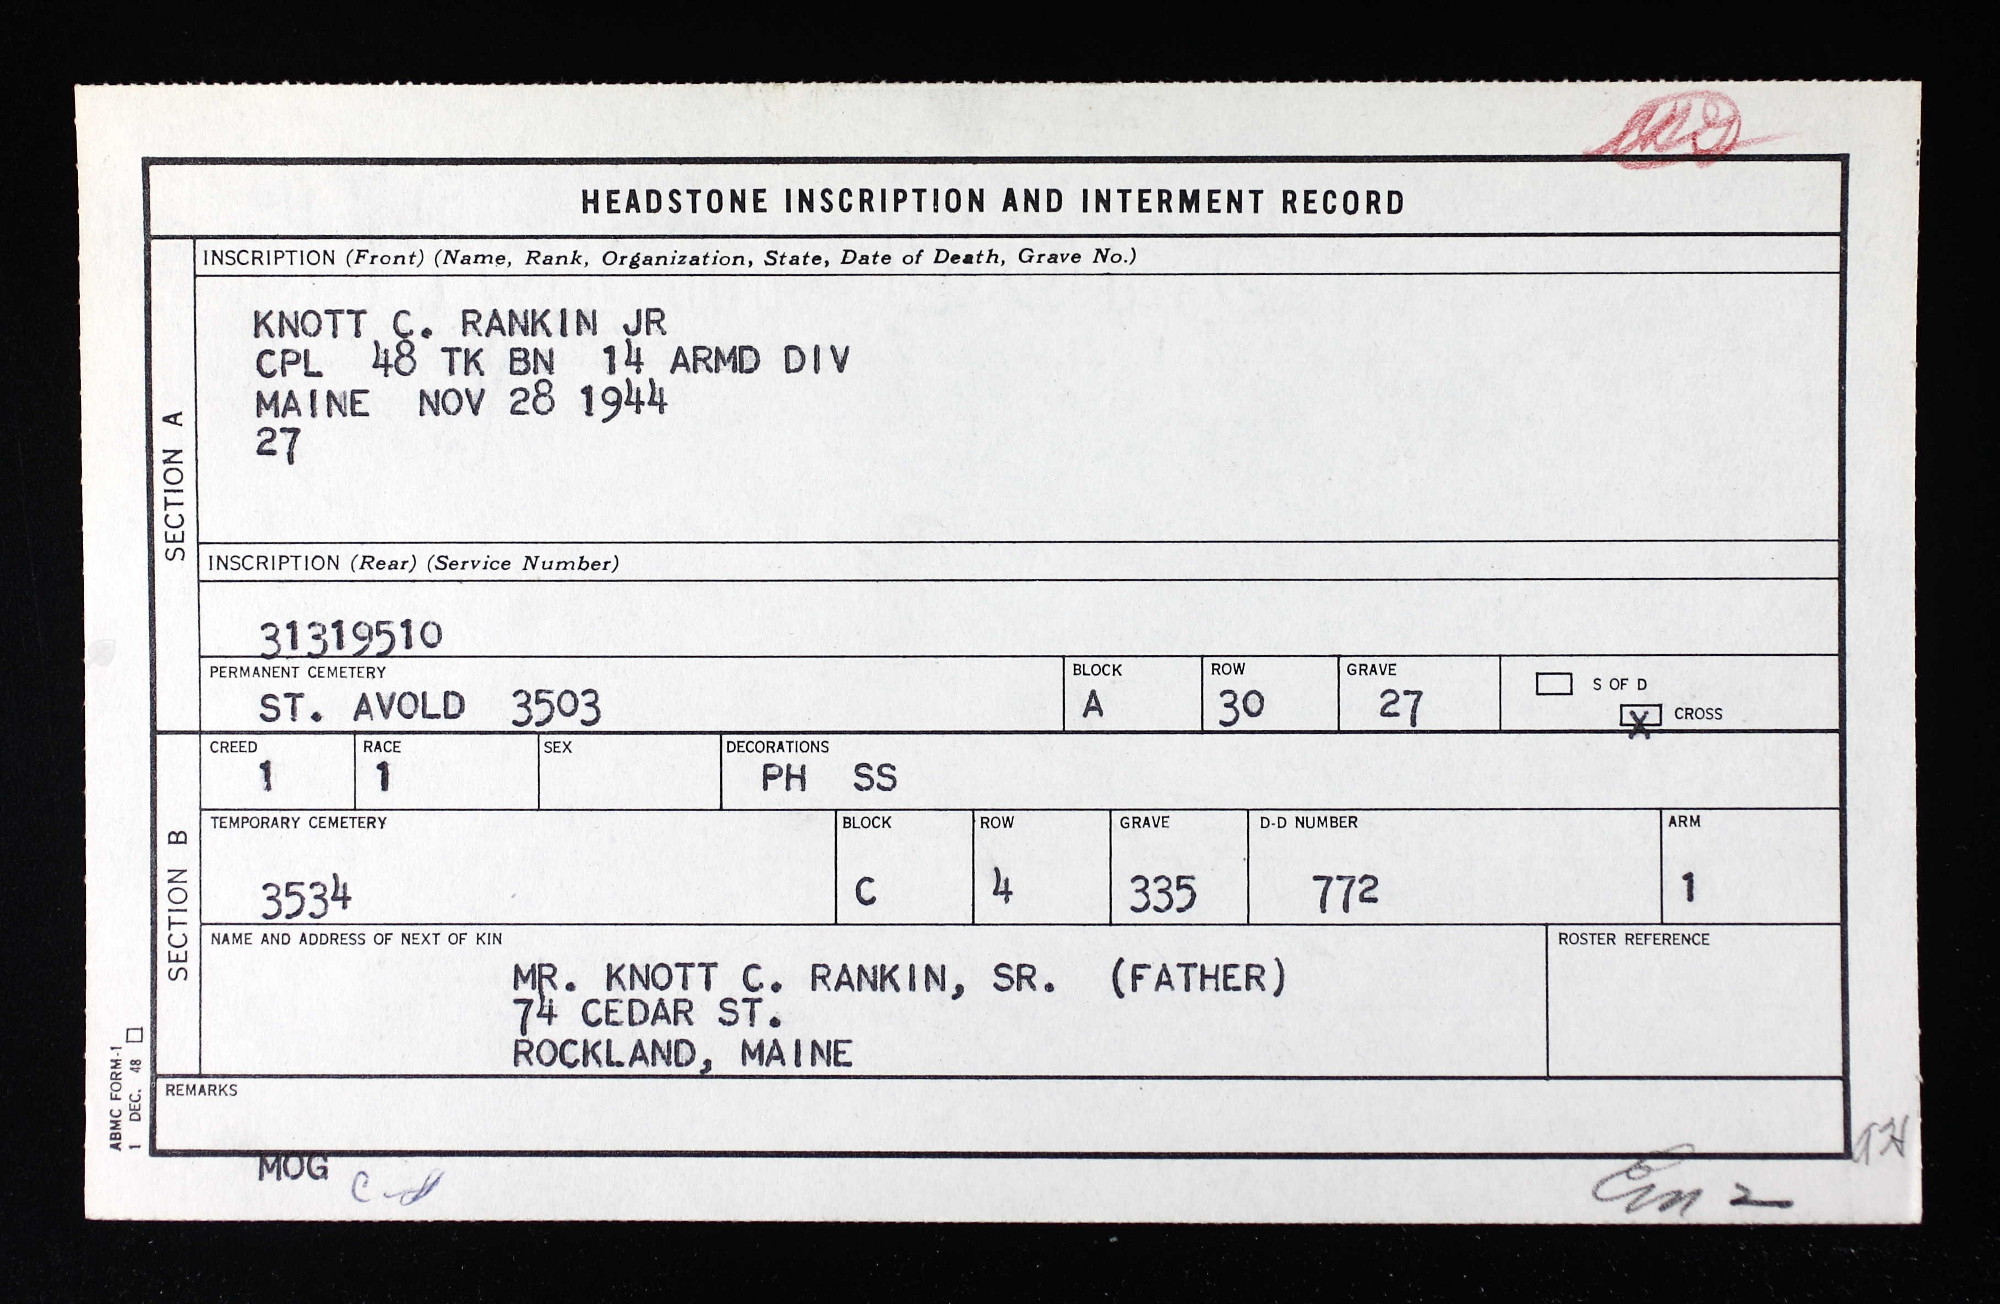 HEADSTONE INSCRIPTION AND INTERMENT RECORD
SECTION A
INSCRIPTION (Front) (Name, Rank, Organization, State, Date of Death, Grave No.)
KNOTT C. RANKIN JR
CPL 48 TK BN 14 ARMD DIV
MAINE NOV 28 1944
27
INSCRIPTION (Rear) (Service Number)
31319510
PERMANENT CEMETERY BLOCK ROW GRAVE
ST. AVOLD 3503 A 30 27
S OF D
X CROSS
SECTION B
CREED RACE SEX DECORATIONS
1 1 PH SS
TEMPORARY CEMETERY BLOCK ROW GRAVE D-D NUMBER ARM
3534 C 4 335 772 1
NAME AND ADDRESS OF NEXT OF KIN ROSTER REFERENCE
MR. KNOTT C. RANKIN, SR. (FATHER)
74 CEDAR ST.
ROCKLAND, MAINE
REMARKS
ABMC FORM-1
1 DEC. 48
MOG